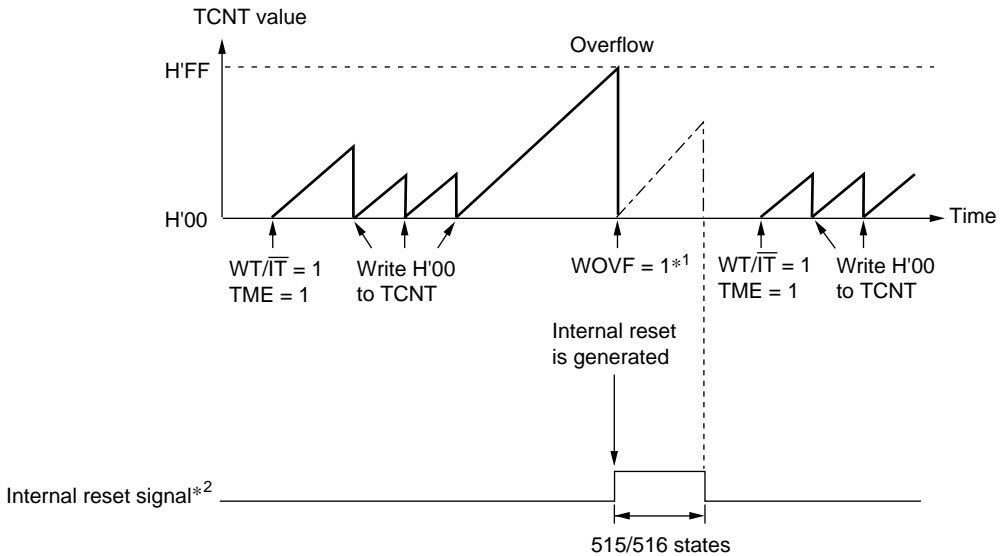 TCNT value
Overflow
H'FF
H'00
Time
WT/IT = 1
TME = 1
Write H'00
to TCNT
WOVF = 1*1
WT/IT = 1
TME = 1
Write H'00
to TCNT
Internal reset
is generated
Internal reset signal*2
515/516 states